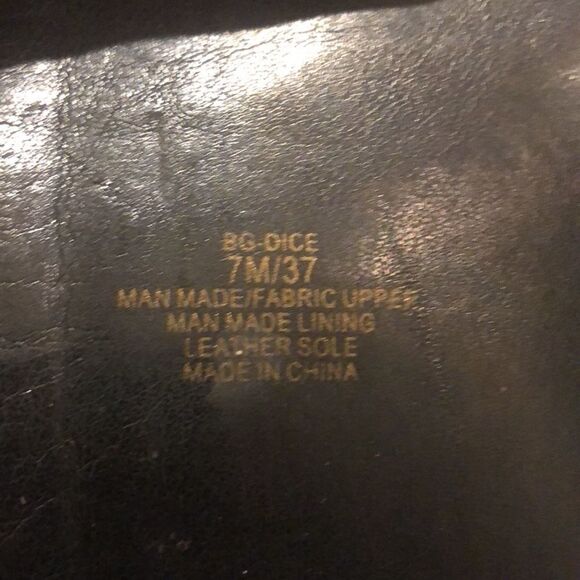 BG-DICE
7M/37
MAN MADE/FABRIC UPPER
MAN MADE LINING
LEATHER SOLE
MADE IN CHINA